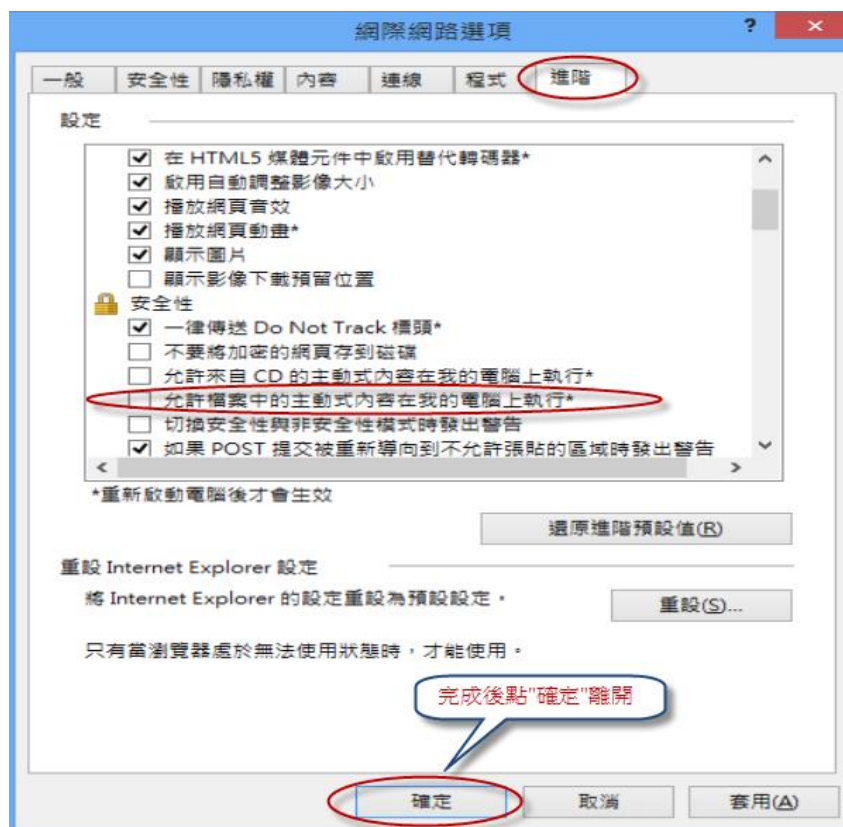 網際網路選項
?
×
一般 安全性 隱私權 內容 連線 程式 進階
設定
在 HTML5 媒體元件中啟用替代轉碼器*
啟用自動調整影像大小
播放網頁音效
播放網頁動畫*
顯示圖片
顯示影像下載預留位置
安全性
一律傳送 Do Not Track 標頭*
不要將加密的網頁存到磁碟
允許來自 CD 的主動式內容在我的電腦上執行*
允許檔案中的主動式內容在我的電腦上執行*
切換安全性與非安全性模式時發出警告
如果 POST 提交被重新導向到不允許張貼的區域時發出警告
*重新啟動電腦後才會生效
還原進階預設值(R)
重設 Internet Explorer 設定
將 Internet Explorer 的設定重設為預設設定。
重設(S)...
只有當瀏覽器處於無法使用狀態時，才能使用。
完成後點"確定"離開
確定 取消 套用(A)